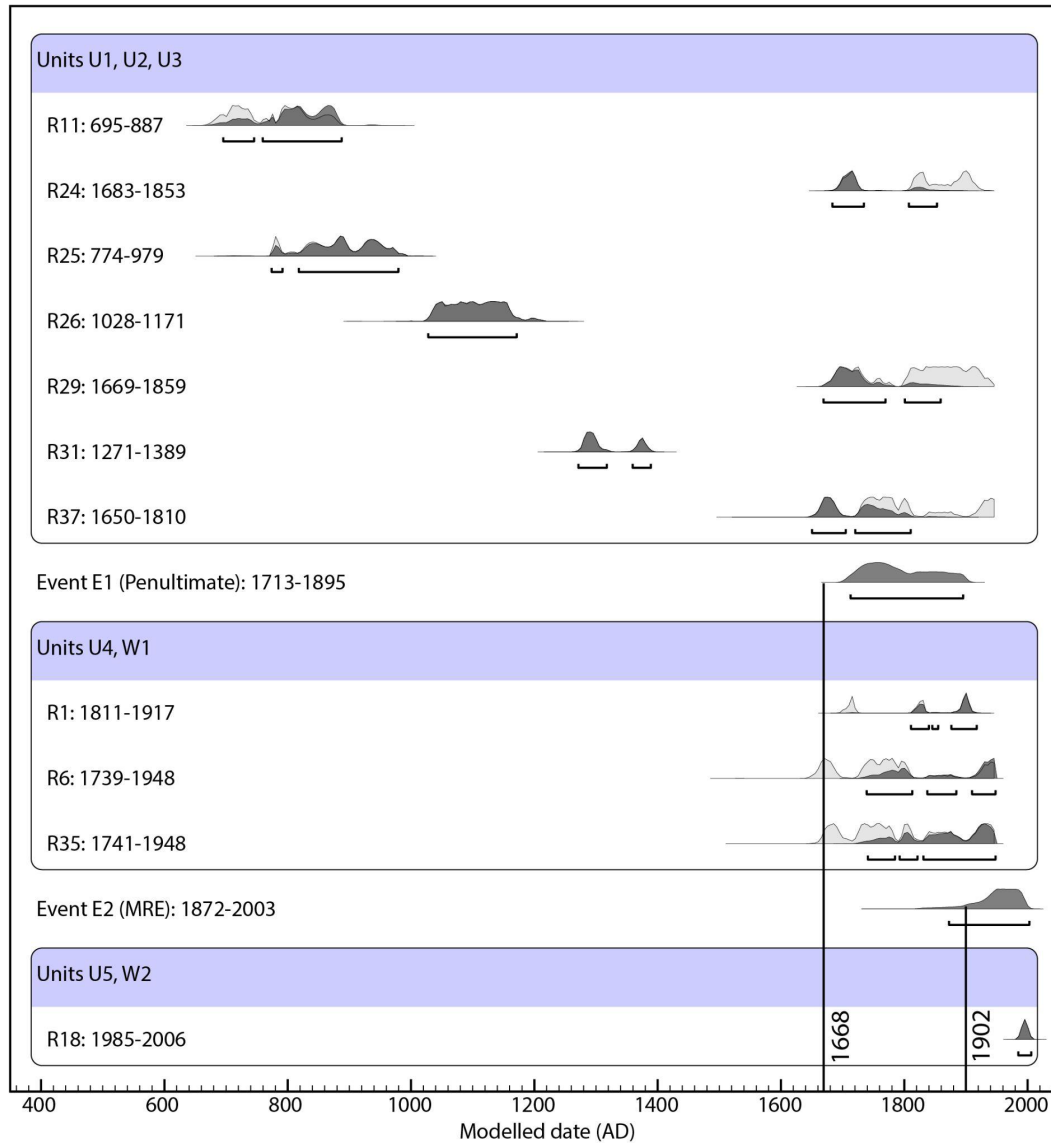 Units U1, U2, U3
R11: 695-887
R24: 1683-1853
R25: 774-979
R26: 1028-1171
R29: 1669-1859
R31: 1271-1389
R37: 1650-1810
Event E1 (Penultimate): 1713-1895
Units U4, W1
R1: 1811-1917
R6: 1739-1948
R35: 1741-1948
Event E2 (MRE): 1872-2003
Units U5, W2
R18: 1985-2006
1668
1902
400 600 800 1000 1200 1400 1600 1800 2000
Modelled date (AD)